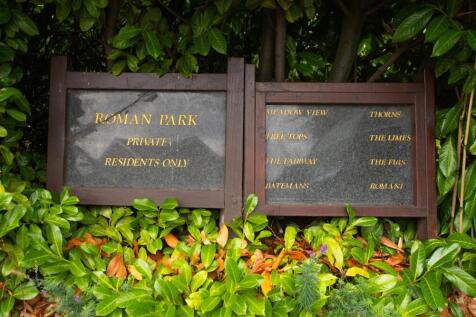 ROMAN PARK
PRIVATE
RESIDENTS ONLY
MEADOW VIEW THORNS
TREE TOPS THE LIMES
THE FAIRWAY THE FIRS
BATEMANS ROMANI